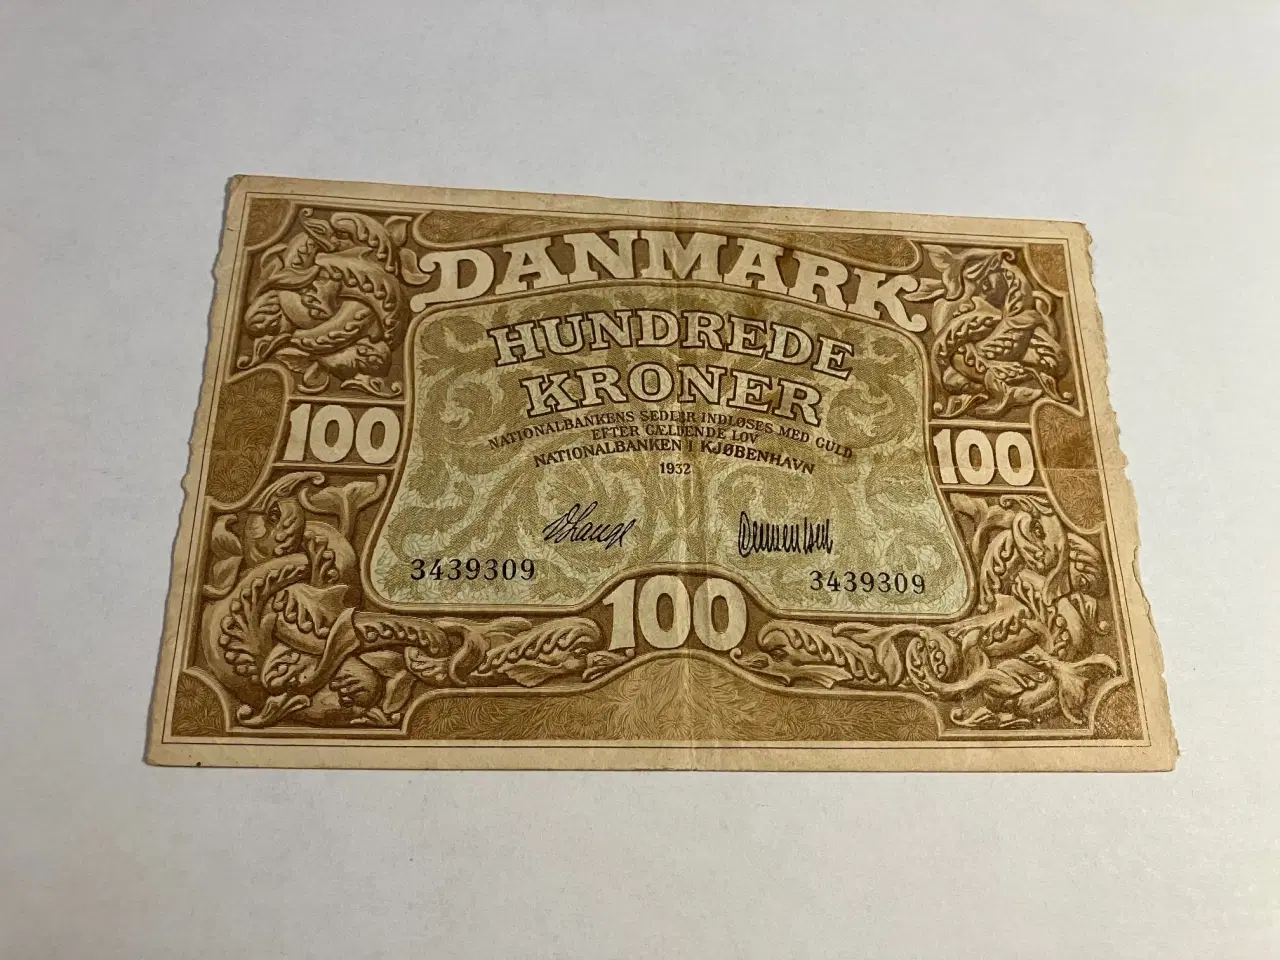 DANMARK
HUNDREDE
KRONER
NATIONALBANKENS SEDLER INDLØSES MED GULD
EFTER GÆLDENDE LOV
NATIONALBANKEN I KJØBENHAVN
1932
100
100
V Lange
3439309
3439309
100